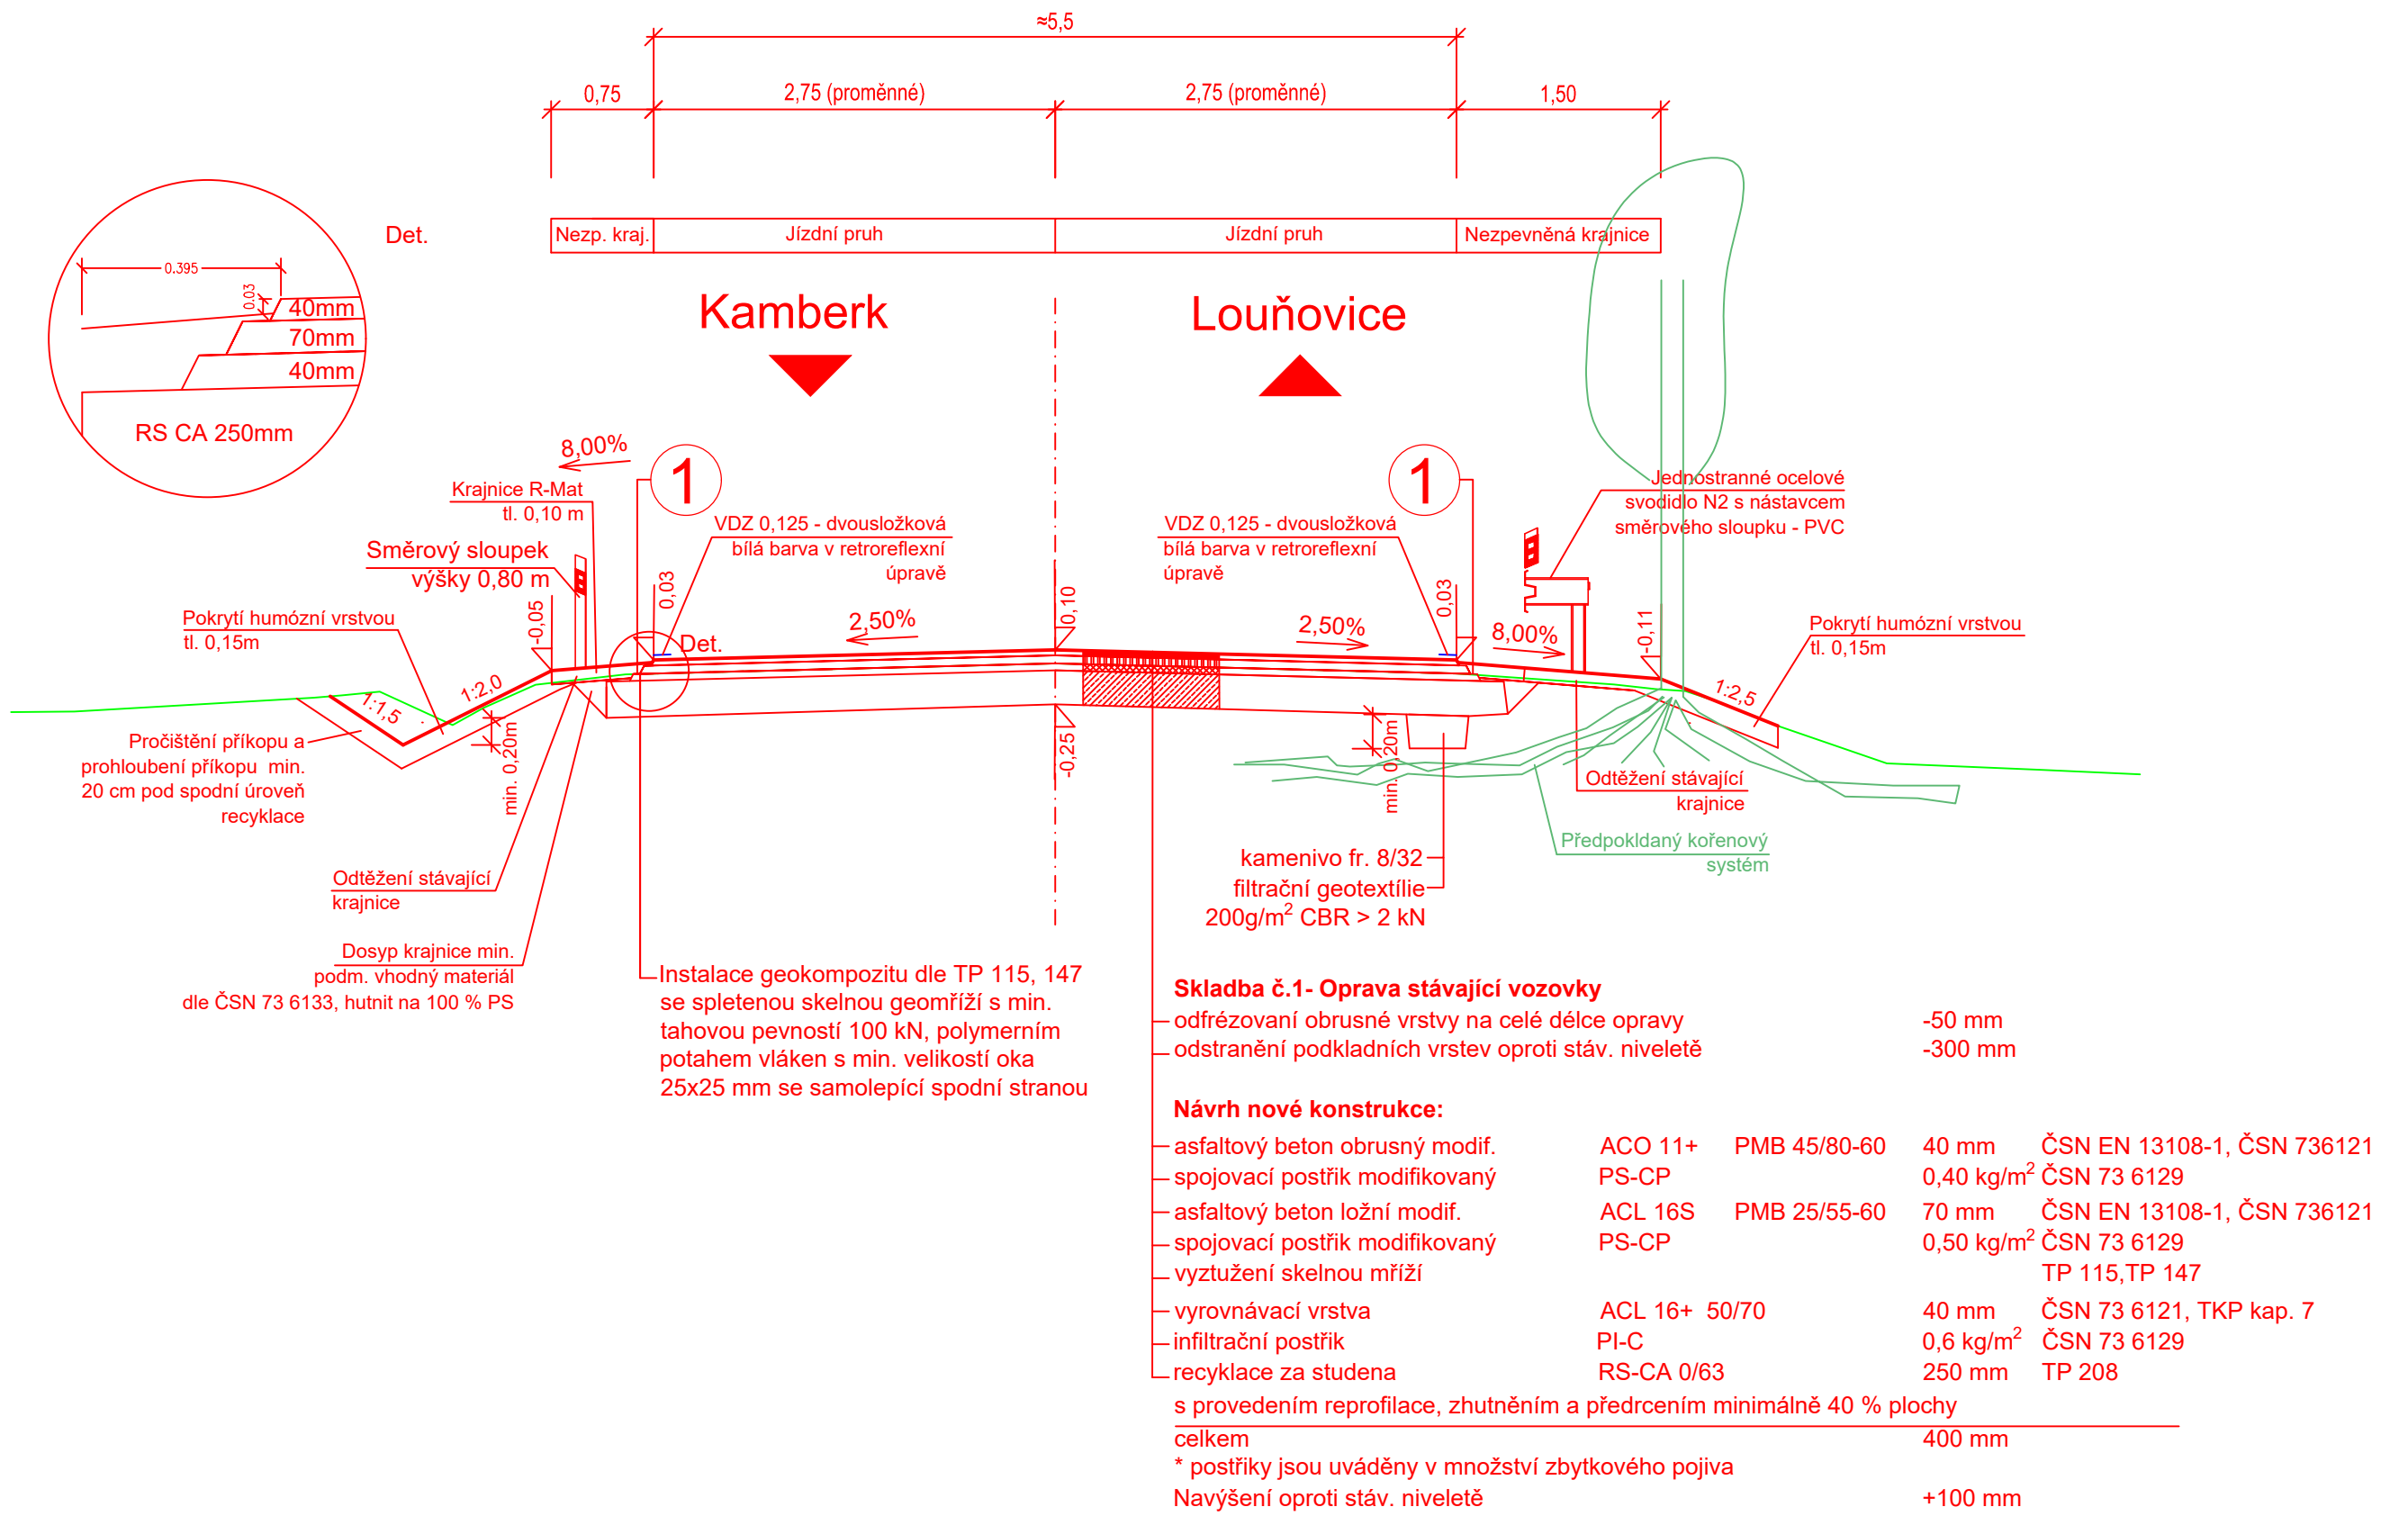 ≈5,5
0,75 2,75 (proměnné) 2,75 (proměnné) 1,50
Det.
Nezp. kraj. Jízdní pruh Jízdní pruh Nezpevněná krajnice
0.395
0.03
40mm
70mm
40mm
RS CA 250mm
Kamberk Louňovice
8,00%
1
1
Krajnice R-Mat
tl. 0,10 m
Směrový sloupek
výšky 0,80 m
VDZ 0,125 - dvousložková
bílá barva v retroreflexní
úpravě
VDZ 0,125 - dvousložková
bílá barva v retroreflexní
úpravě
Jednostranné ocelové
svodidlo N2 s nástavcem
směrového sloupku - PVC
Pokrytí humózní vrstvou
tl. 0,15m
-0,05
0,03
Det.
2,50%
0,10
2,50%
0,03
8,00%
-0,11
Pokrytí humózní vrstvou
tl. 0,15m
1:1,5
1:2,0
1:2,5
min. 0,20m
-0,25
min. 0,20m
Pročištění příkopu a
prohloubení příkopu min.
20 cm pod spodní úroveň
recyklace
Odtěžení stávající
krajnice
Předpokldaný kořenový
systém
Odtěžení stávající
krajnice
kamenivo fr. 8/32
filtrační geotextílie
200g/m² CBR > 2 kN
Dosyp krajnice min.
podm. vhodný materiál
dle ČSN 73 6133, hutnit na 100 % PS
Instalace geokompozitu dle TP 115, 147
se spletenou skelnou geomříží s min.
tahovou pevností 100 kN, polymerním
potahem vláken s min. velikostí oka
25x25 mm se samolepící spodní stranou
Skladba č.1- Oprava stávající vozovky
odfrézovaní obrusné vrstvy na celé délce opravy -50 mm
odstranění podkladních vrstev oproti stáv. niveletě -300 mm
Návrh nové konstrukce:
asfaltový beton obrusný modif. ACO 11+ PMB 45/80-60 40 mm ČSN EN 13108-1, ČSN 736121
spojovací postřik modifikovaný PS-CP 0,40 kg/m² ČSN 73 6129
asfaltový beton ložní modif. ACL 16S PMB 25/55-60 70 mm ČSN EN 13108-1, ČSN 736121
spojovací postřik modifikovaný PS-CP 0,50 kg/m² ČSN 73 6129
vyztužení skelnou mříží TP 115,TP 147
vyrovnávací vrstva ACL 16+ 50/70 40 mm ČSN 73 6121, TKP kap. 7
infiltrační postřik PI-C 0,6 kg/m² ČSN 73 6129
recyklace za studena RS-CA 0/63 250 mm TP 208
s provedením reprofilace, zhutněním a předrcením minimálně 40 % plochy
celkem 400 mm
* postřiky jsou uváděny v množství zbytkového pojiva
Navýšení oproti stáv. niveletě +100 mm